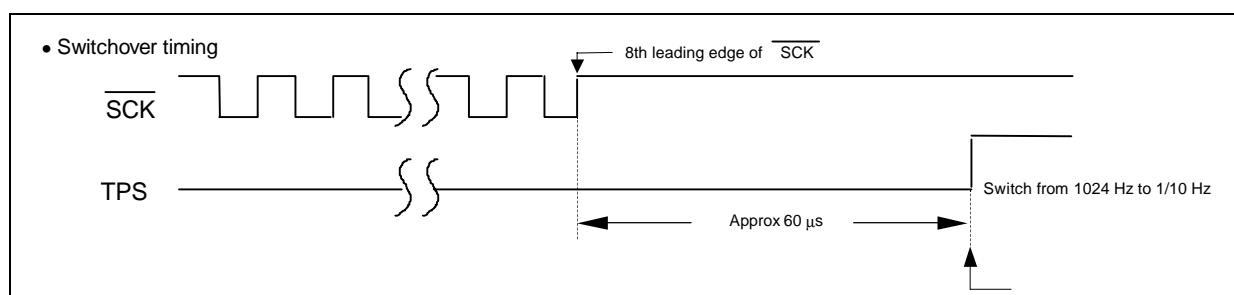 • Switchover timing
8th leading edge of SCK
SCK
TPS
Switch from 1024 Hz to 1/10 Hz
Approx 60 μs